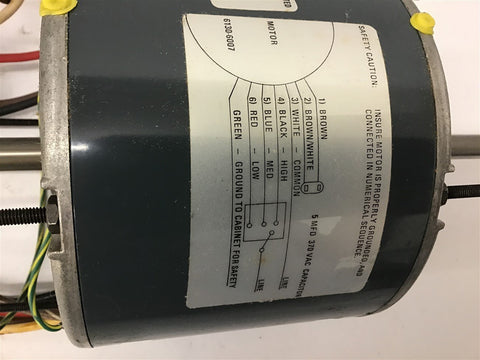 SAFETY CAUTION:
INSURE MOTOR IS PROPERLY GROUNDED, AND
CONNECTED IN NUMERICAL SEQUENCE.
MOTOR
6130-6007
1) BROWN
2) BROWN/WHITE
5 MFD 370 VAC CAPACITOR
3) WHITE - COMMON
LINE
4) BLACK - HIGH
5) BLUE - MED
6) RED - LOW
LINE
GREEN - GROUND TO CABINET FOR SAFETY